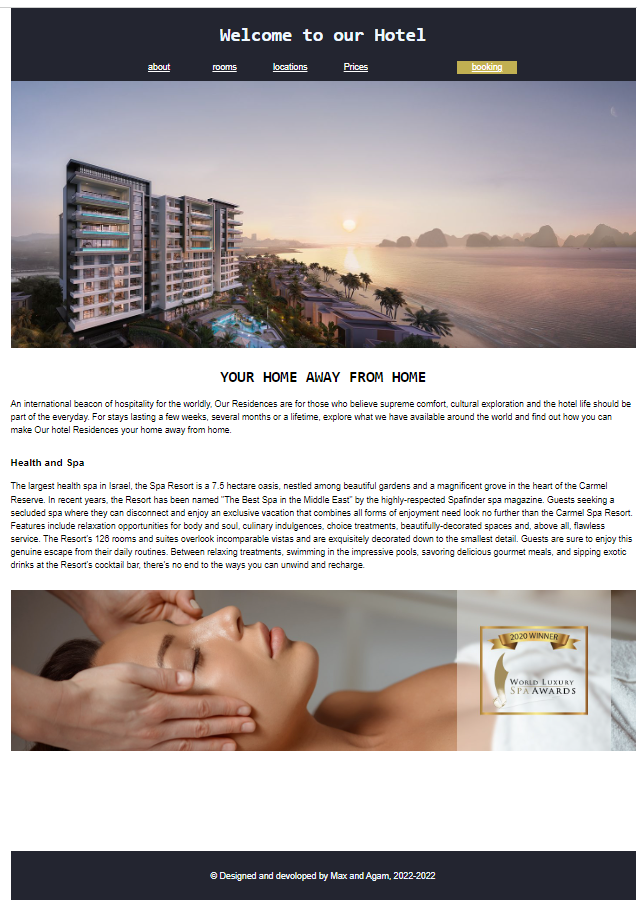 Welcome to our Hotel
about rooms locations Prices booking
YOUR HOME AWAY FROM HOME
An international beacon of hospitality for the worldly, Our Residences are for those who believe supreme comfort, cultural exploration and the hotel life should be
part of the everyday. For stays lasting a few weeks, several months or a lifetime, explore what we have available around the world and find out how you can
make Our hotel Residences your home away from home.
Health and Spa
The largest health spa in Israel, the Spa Resort is a 7.5 hectare oasis, nestled among beautiful gardens and a magnificent grove in the heart of the Carmel
Reserve. In recent years, the Resort has been named "The Best Spa in the Middle East" by the highly-respected Spafinder spa magazine. Guests seeking a
secluded spa where they can disconnect and enjoy an exclusive vacation that combines all forms of enjoyment need look no further than the Carmel Spa Resort.
Features include relaxation opportunities for body and soul, culinary indulgences, choice treatments, beautifully-decorated spaces and, above all, flawless
service. The Resort's 126 rooms and suites overlook incomparable vistas and are exquisitely decorated down to the smallest detail. Guests are sure to enjoy this
genuine escape from their daily routines. Between relaxing treatments, swimming in the impressive pools, savoring delicious gourmet meals, and sipping exotic
drinks at the Resort's cocktail bar, there's no end to the ways you can unwind and recharge.
2020 WINNER
WORLD LUXURY
SPA AWARDS
© Designed and devoloped by Max and Agam, 2022-2022